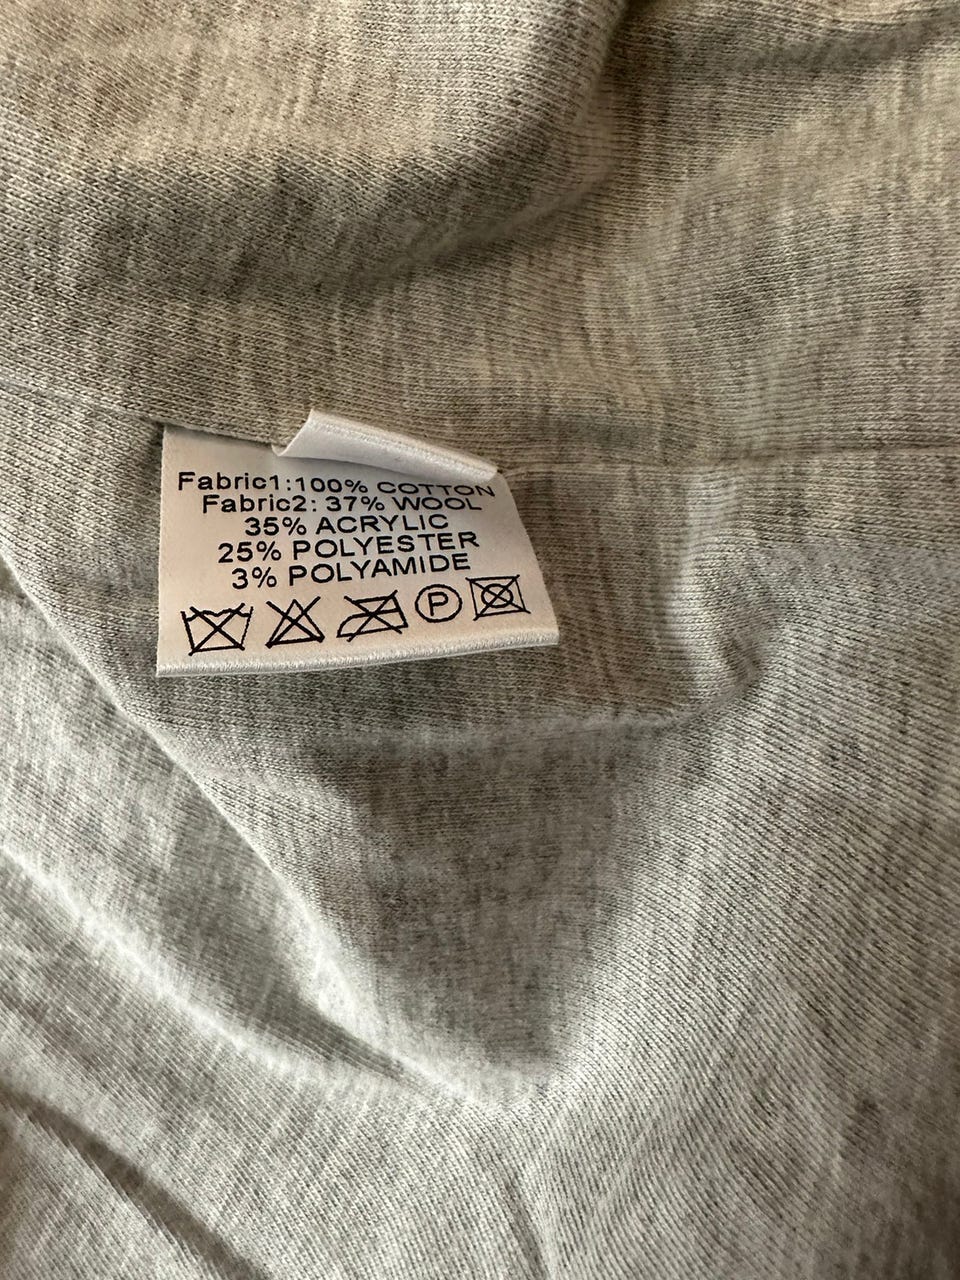 Fabric1:100% COTTON
Fabric2: 37% WOOL
35% ACRYLIC
25% POLYESTER
3% POLYAMIDE
P